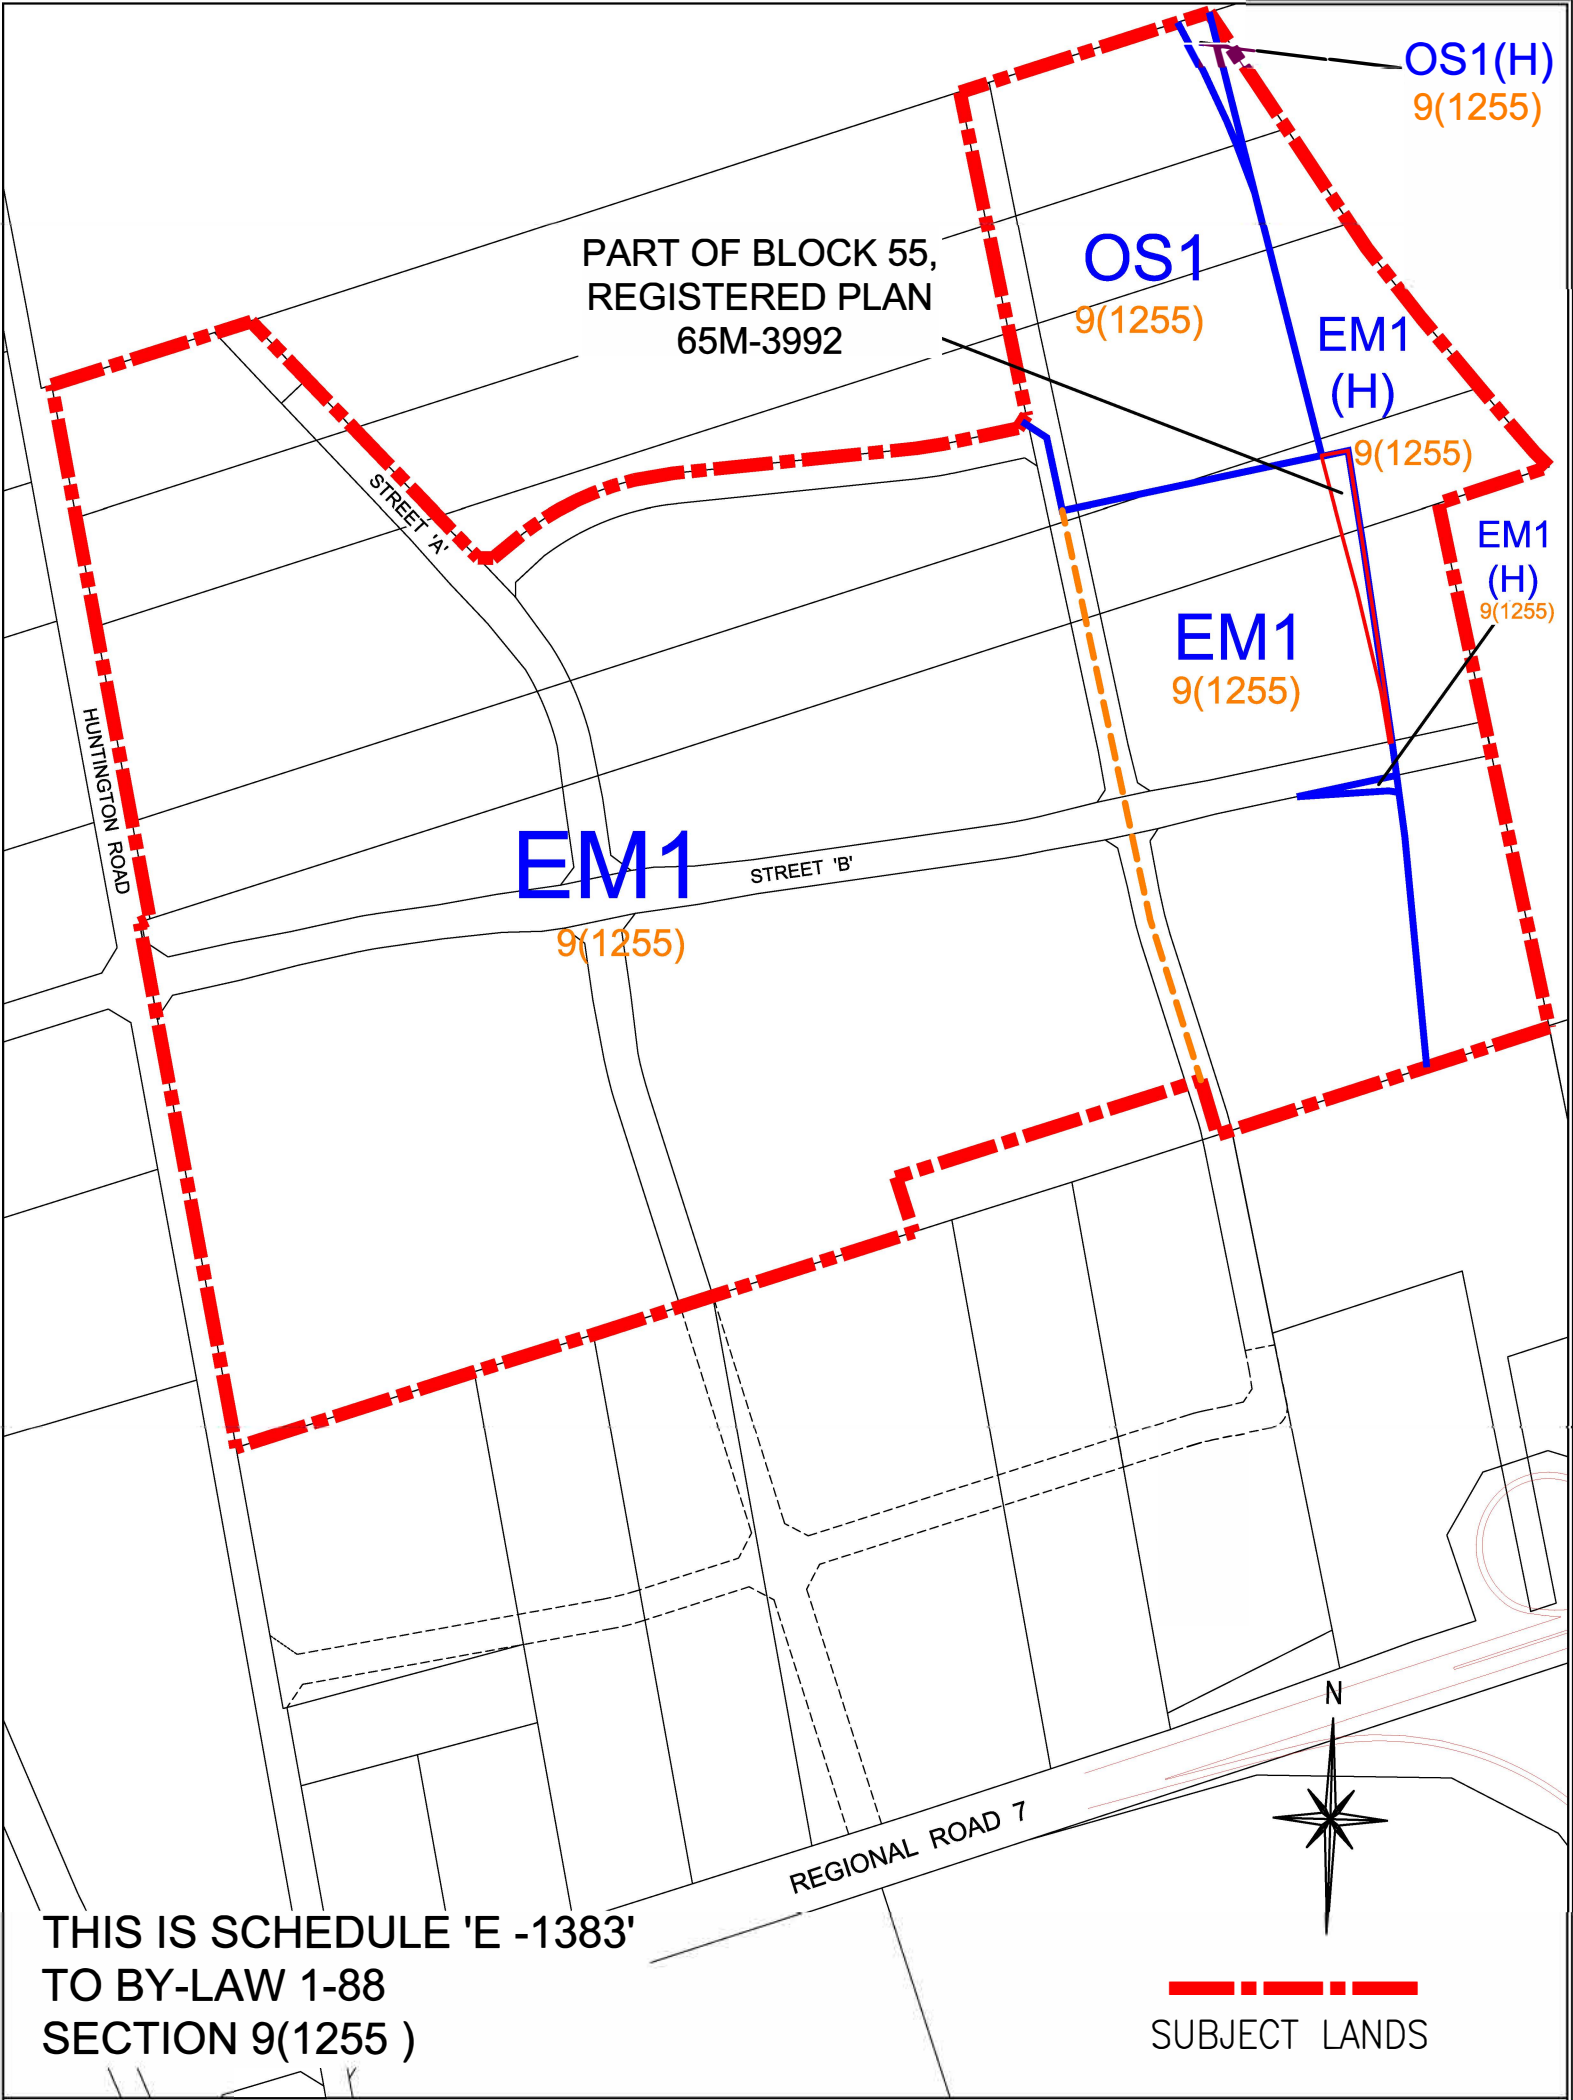 OS1(H)
9(1255)
PART OF BLOCK 55,
REGISTERED PLAN
65M-3992
OS1
9(1255)
EM1
(H)
9(1255)
STREET 'A'
EM1
(H)
9(1255)
EM1
9(1255)
HUNTINGTON ROAD
EM1
9(1255)
STREET 'B'
N
REGIONAL ROAD 7
THIS IS SCHEDULE 'E -1383'
TO BY-LAW 1-88
SECTION 9(1255 )
SUBJECT LANDS